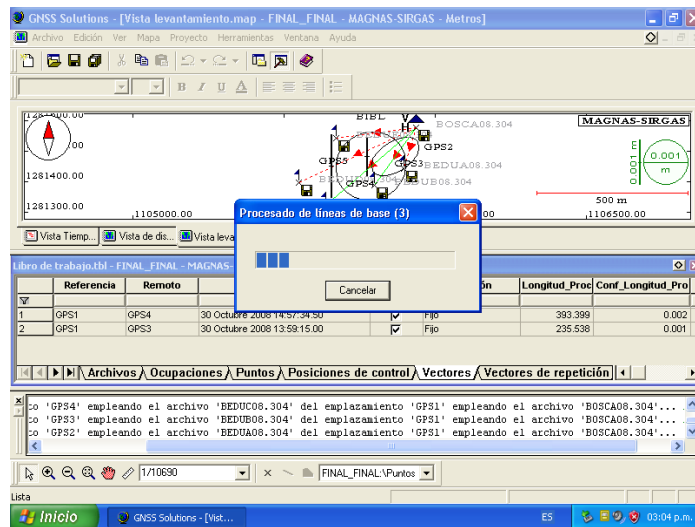 GNSS Solutions - [Vista levantamiento.map - FINAL_FINAL - MAGNAS-SIRGAS - Metros]
Archivo Edición Ver Mapa Proyecto Herramientas Ventana Ayuda
B I U A
BIBL
V
H
BOSCA08.304
MAGNAS-SIRGAS
GPS2
GPS5
GPS3
BEDUA08.304
GPS4
BEDUB08.304
E
0.001
0.001
m
1281400.00
1281300.00
1105000.00
1106500.00
500 m
Vista Tiemp...
Vista de dis...
Vista leva
Procesado de líneas de base (3)
Cancelar
Libro de trabajo.tbl - FINAL_FINAL - MAGNAS-
Referencia Remoto ón Longitud_Proc Conf_Longitud_Pro
1 GPS1 GPS4 30 Octubre 2008 14:57:34.50 Fijo 393.399 0.002
2 GPS1 GPS3 30 Octubre 2008 13:59:15.00 Fijo 235.538 0.001
Archivos Ocupaciones Puntos Posiciones de control Vectores Vectores de repetición
co 'GPS4' empleando el archivo 'BEDUC08.304' del emplazamiento 'GPS1' empleando el archivo 'BOSCA08.304'...
co 'GPS3' empleando el archivo 'BEDUB08.304' del emplazamiento 'GPS1' empleando el archivo 'BOSCA08.304'...
co 'GPS2' empleando el archivo 'BEDUA08.304' del emplazamiento 'GPS1' empleando el archivo 'BOSCA08.304'...
1/10690
FINAL_FINAL:\Puntos
Lista
Inicio
GNSS Solutions - [Vist...
ES
03:04 p.m.